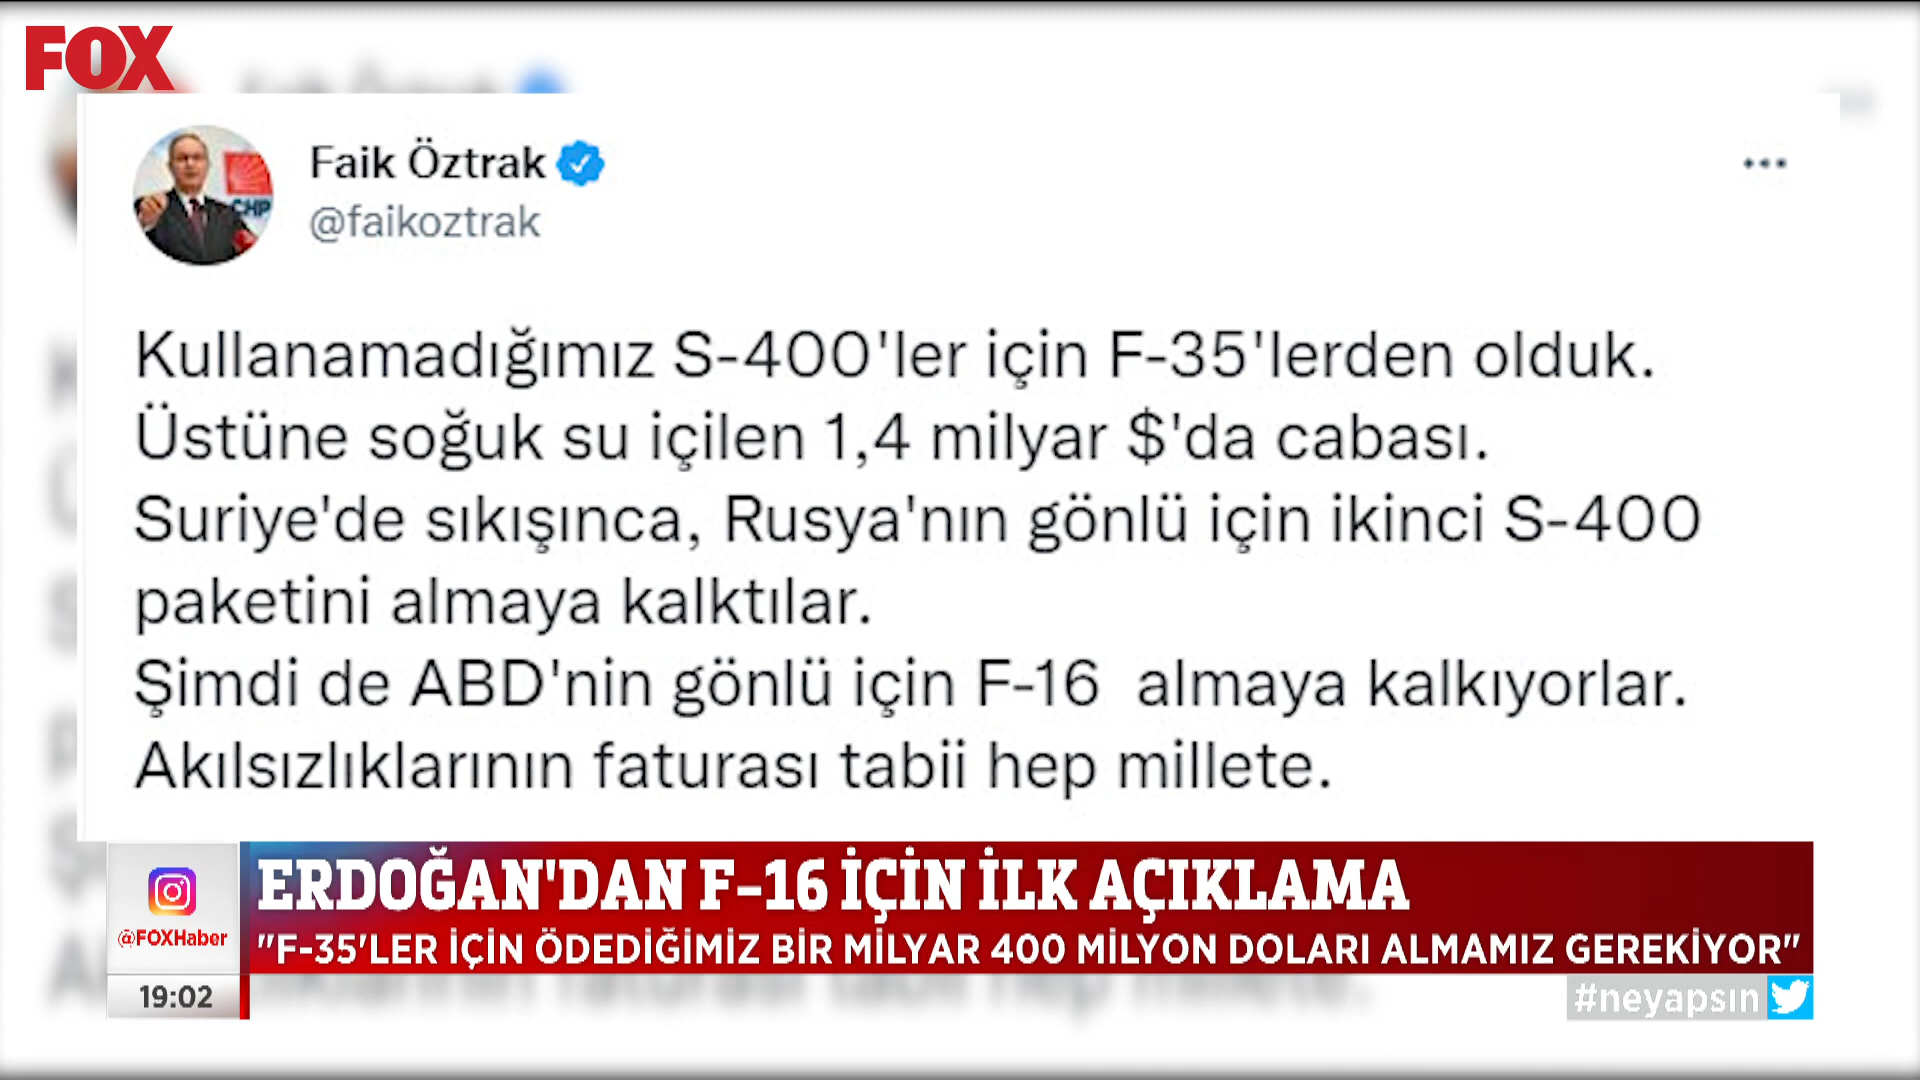 FOX
Faik Öztrak
@faikoztrak
CHP
Kullanamadığımız S-400'ler için F-35'lerden olduk.
Üstüne soğuk su içilen 1,4 milyar $'da cabası.
Suriye'de sıkışınca, Rusya'nın gönlü için ikinci S-400
paketini almaya kalktılar.
Şimdi de ABD'nin gönlü için F-16  almaya kalkıyorlar.
Akılsızlıklarının faturası tabii hep millete.
ERDOĞAN'DAN F-16 İÇİN İLK AÇIKLAMA
"F-35'LER İÇİN ÖDEDİĞİMİZ BİR MİLYAR 400 MİLYON DOLARI ALMAMIZ GEREKİYOR"
@FOXHaber
19:02
#neyapsın